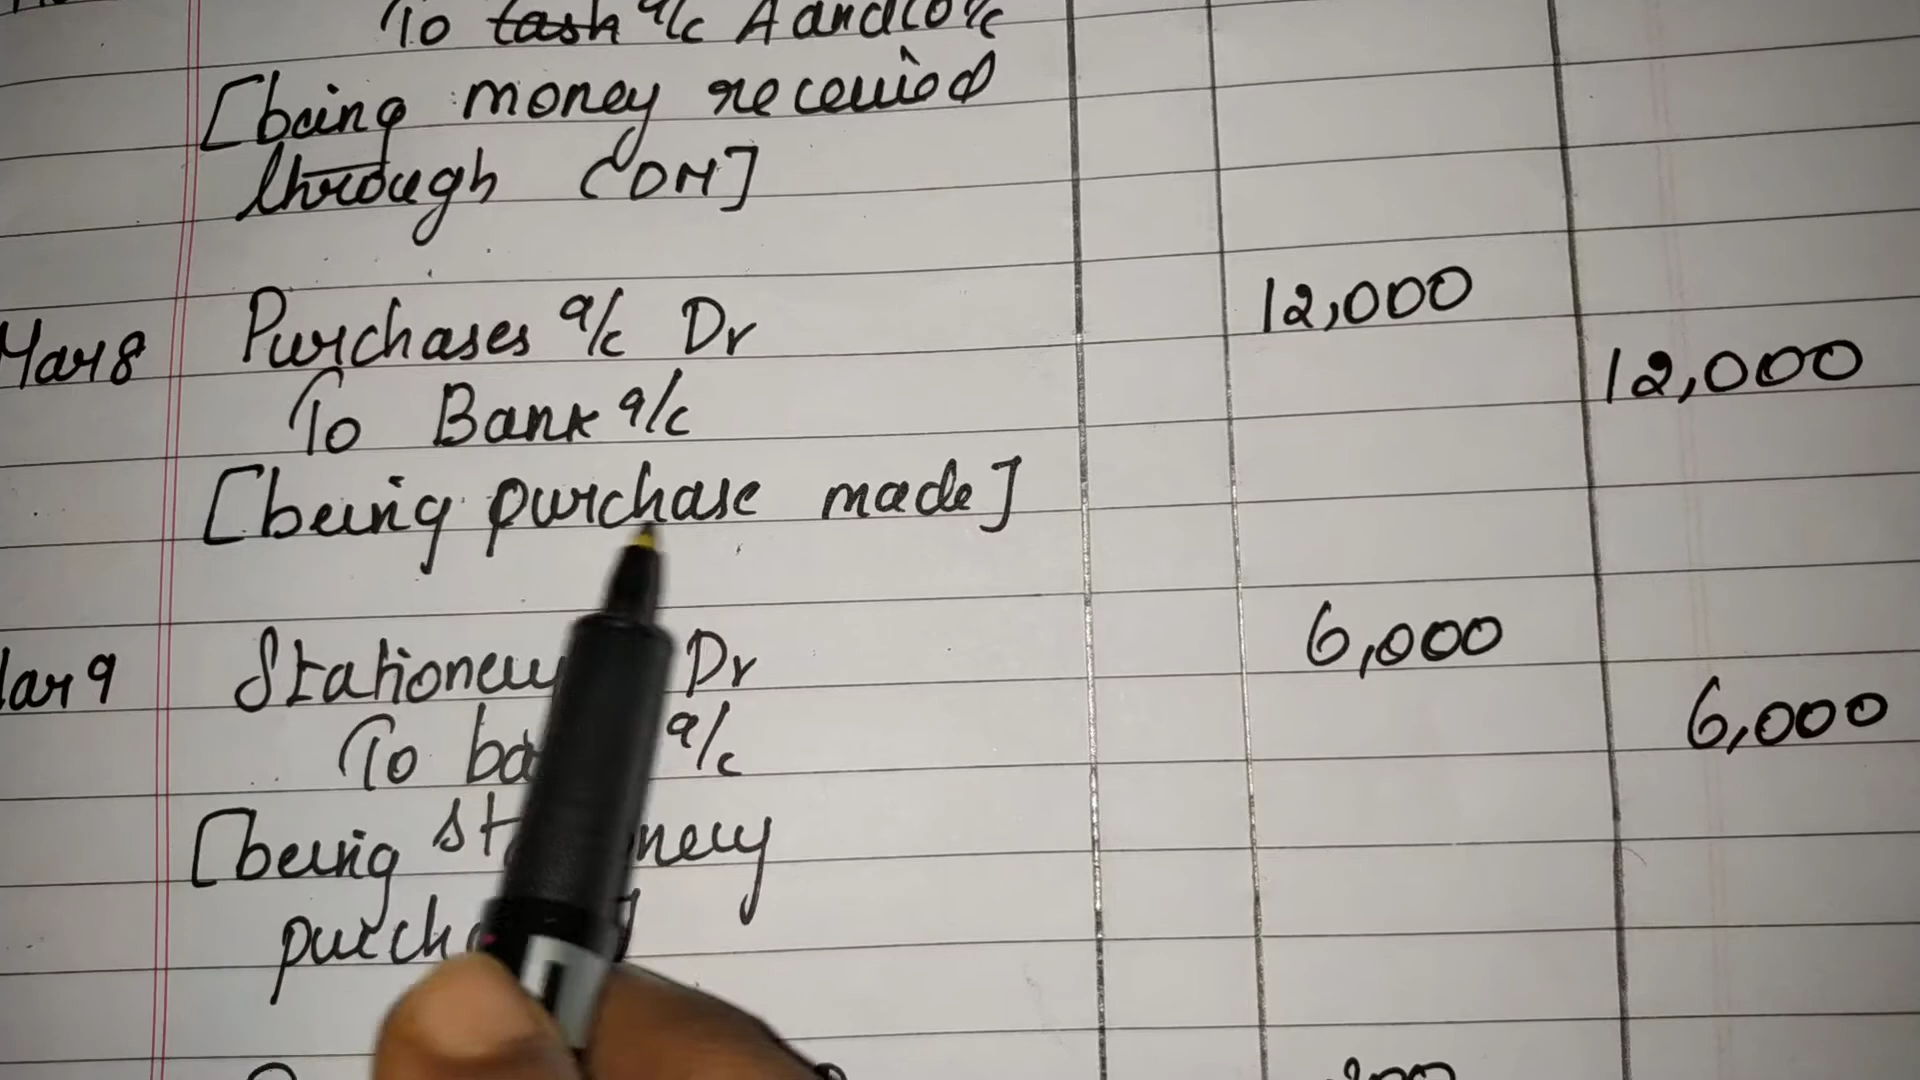 To cash a/c A and Co a/c
[being money received
through CDM]
Mar 8 Purchases a/c Dr 12,000
To Bank a/c 12,000
[being purchase made]
Mar 9 Stationery Dr 6,000
To a/c 6,000
[being